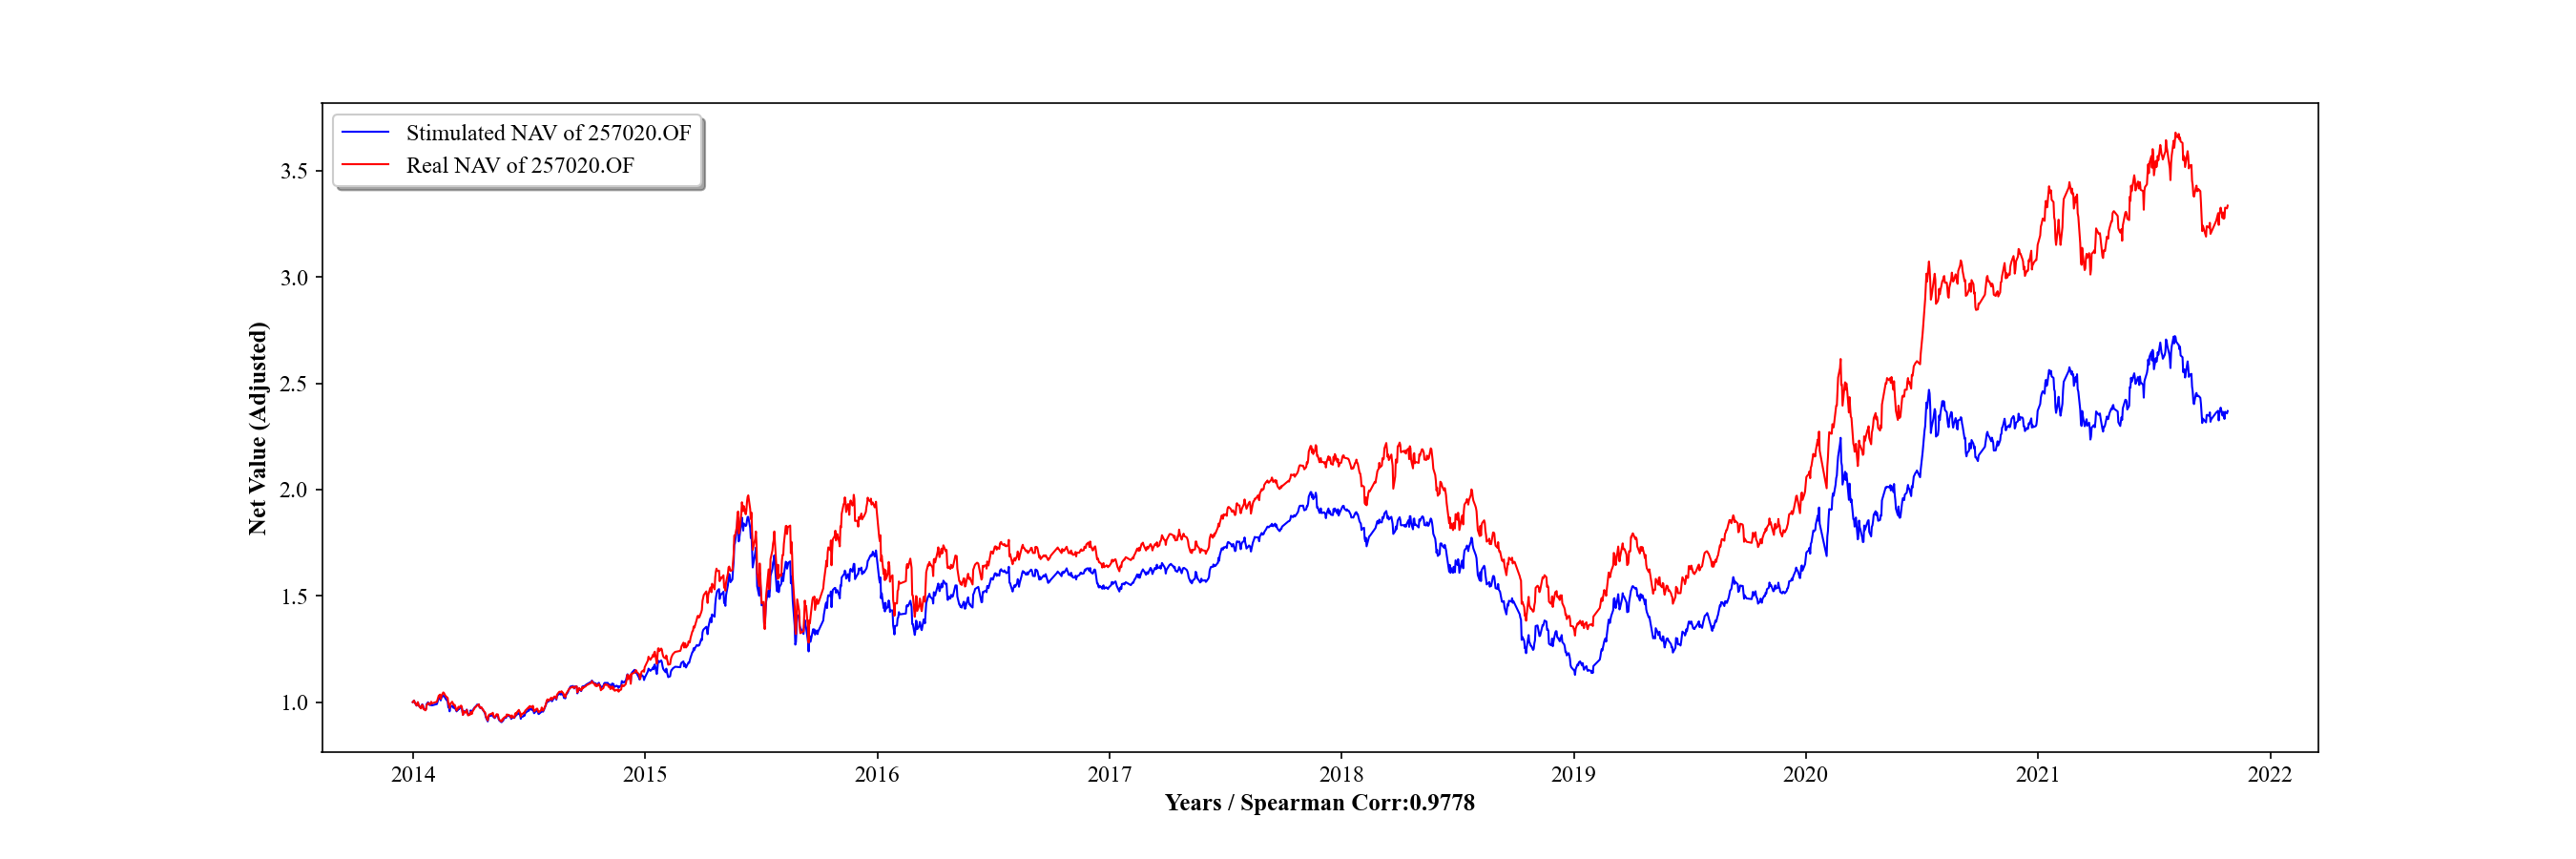 Stimulated NAV of 257020.OF
Real NAV of 257020.OF
3.5
3.0
2.5
2.0
1.5
1.0
Net Value (Adjusted)
2014 2015 2016 2017 2018 2019 2020 2021 2022
Years / Spearman Corr:0.9778